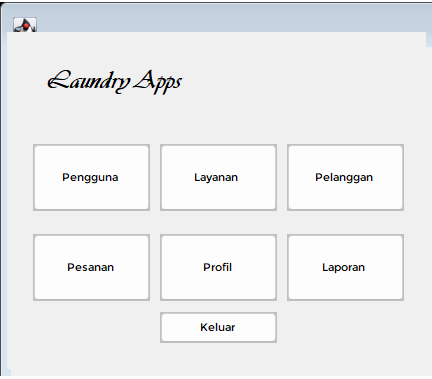 Laundry Apps
Pengguna Layanan Pelanggan
Pesanan Profil Laporan
Keluar